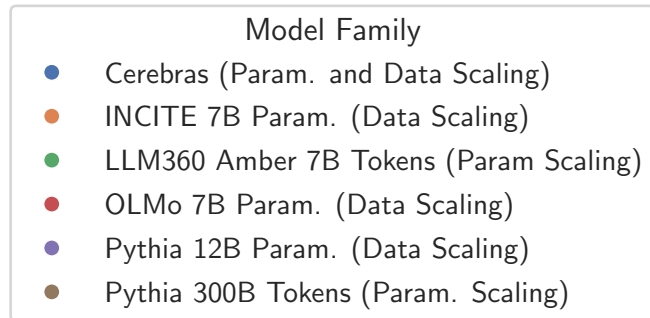 Model Family
Cerebras (Param. and Data Scaling)
INCITE 7B Param. (Data Scaling)
LLM360 Amber 7B Tokens (Param Scaling)
OLMo 7B Param. (Data Scaling)
Pythia 12B Param. (Data Scaling)
Pythia 300B Tokens (Param. Scaling)